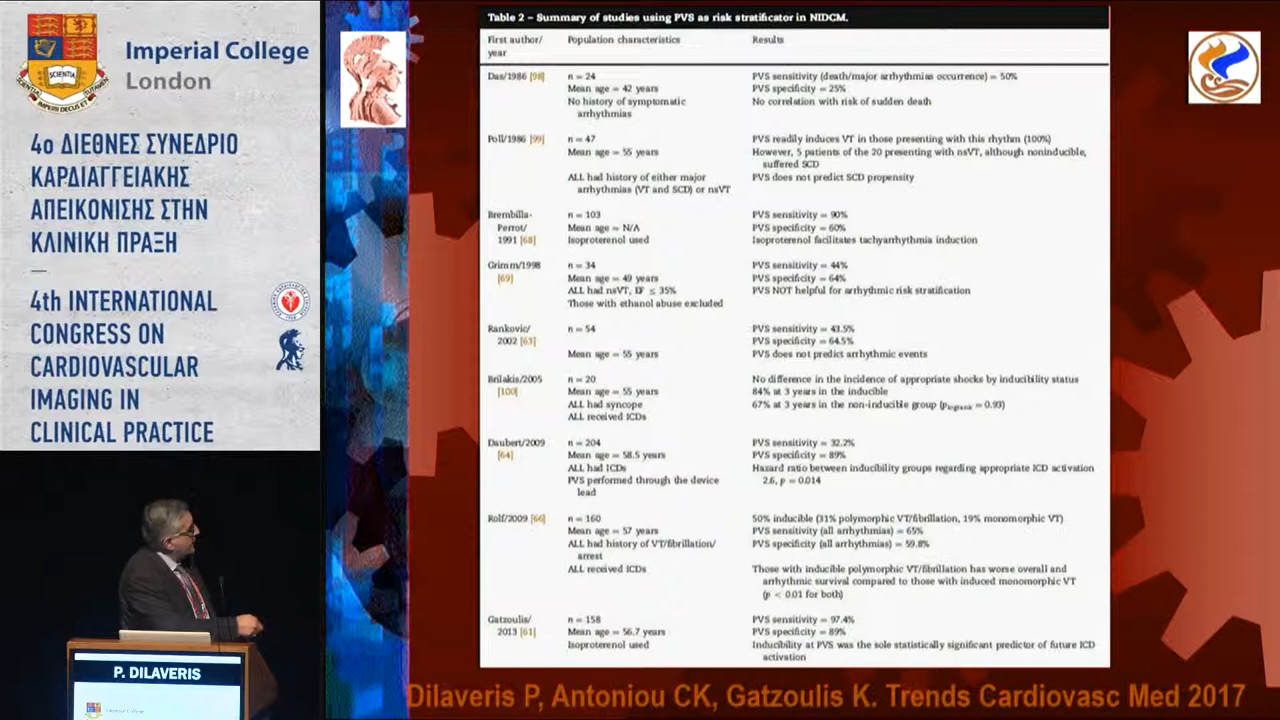 Imperial College
London
4ο ΔΙΕΘΝΕΣ ΣΥΝΕΔΡΙΟ
ΚΑΡΔΙΑΓΓΕΙΑΚΗΣ
ΑΠΕΙΚΟΝΙΣΗΣ ΣΤΗΝ
ΚΛΙΝΙΚΗ ΠΡΑΞΗ
4th INTERNATIONAL
CONGRESS ON
CARDIOVASCULAR
IMAGING IN
CLINICAL PRACTICE
P. DILAVERIS
Table 2 – Summary of studies using PVS as risk stratificator in NIDCM.
First author/ Population characteristics Results
year
Das/1986 [98] n = 24 PVS sensitivity (death/major arrhythmias occurrence) = 50%
Mean age = 42 years PVS specificity = 25%
No history of symptomatic No correlation with risk of sudden death
arrhythmias
Poll/1986 [99] n = 47 PVS readily induces VT in those presenting with this rhythm (100%)
Mean age = 55 years However, 5 patients of the 20 presenting with nsVT, although noninducible,
suffered SCD
ALL had history of either major PVS does not predict SCD propensity
arrhythmias (VT and SCD) or nsVT
Brembilla- n = 103 PVS sensitivity = 90%
Perrot/ Mean age = N/A PVS specificity = 60%
1991 [68] Isoproterenol used Isoproterenol facilitates tachyarrhythmia induction
Grimm/1998 n = 34 PVS sensitivity = 44%
[69] Mean age = 49 years PVS specificity = 64%
ALL had nsVT, EF ≤ 35% PVS NOT helpful for arrhythmic risk stratification
Those with ethanol abuse excluded
Rankovic/ n = 54 PVS sensitivity = 43.5%
2002 [63] PVS specificity = 64.5%
Mean age = 55 years PVS does not predict arrhythmic events
Brilakis/2005 n = 20 No difference in the incidence of appropriate shocks by inducibility status
[100] Mean age = 55 years 84% at 3 years in the inducible
ALL had syncope 67% at 3 years in the non-inducible group (plogrank = 0.93)
ALL received ICDs
Daubert/2009 n = 204 PVS sensitivity = 32.2%
[64] Mean age = 58.5 years PVS specificity = 89%
ALL had ICDs Hazard ratio between inducibility groups regarding appropriate ICD activation
PVS performed through the device 2.6, p = 0.014
lead
Rolf/2009 [66] n = 160 50% inducible (31% polymorphic VT/fibrillation, 19% monomorphic VT)
Mean age = 57 years PVS sensitivity (all arrhythmias) = 65%
ALL had history of VT/fibrillation/ PVS specificity (all arrhythmias) = 59.8%
arrest
ALL received ICDs Those with inducible polymorphic VT/fibrillation has worse overall and
arrhythmic survival compared to those with induced monomorphic VT
(p < 0.01 for both)
Gatzoulis/ n = 158 PVS sensitivity = 97.4%
2013 [61] Mean age = 56.7 years PVS specificity = 89%
Isoproterenol used Inducibility at PVS was the sole statistically significant predictor of future ICD
activation
Dilaveris P, Antoniou CK, Gatzoulis K. Trends Cardiovasc Med 2017